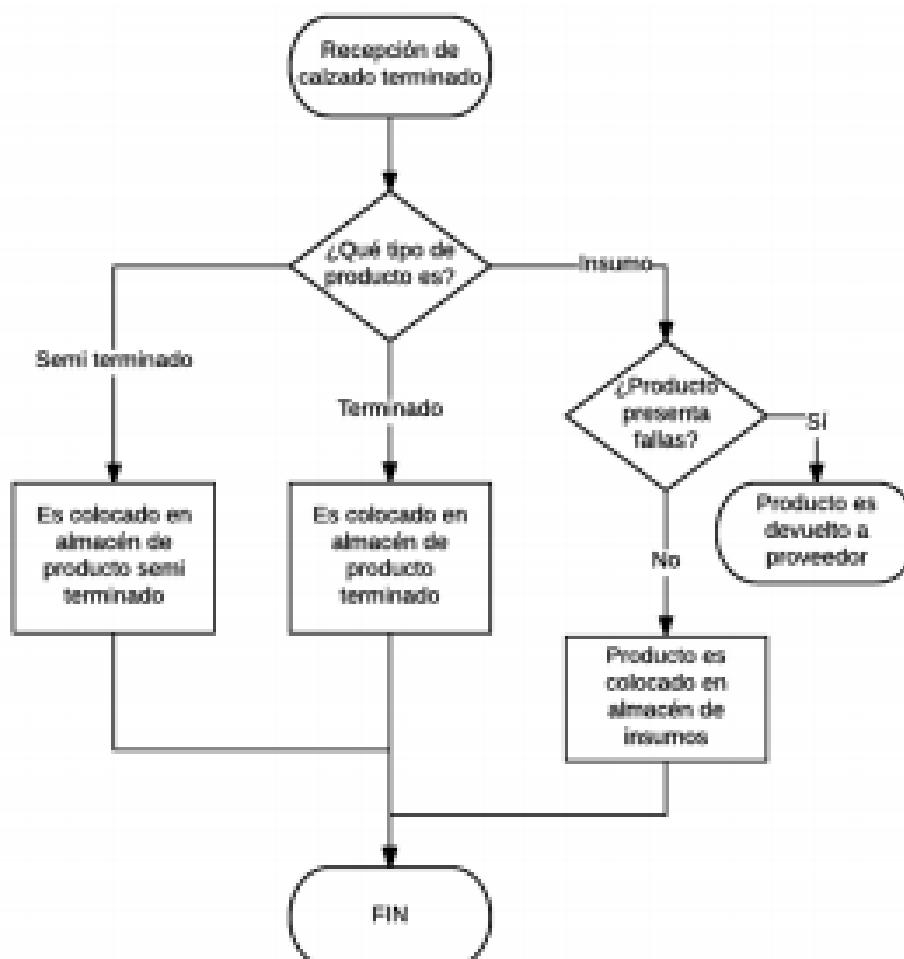 Recepción de
calzado terminado
¿Qué tipo de
producto es?
Insumo
Semi terminado
Terminado
¿Producto
presenta
fallas?
Sí
Es colocado en
almacén de
producto semi
terminado
Es colocado en
almacén de
producto
terminado
Producto es
devuelto a
proveedor
No
Producto es
colocado en
almacén de
insumos
FIN